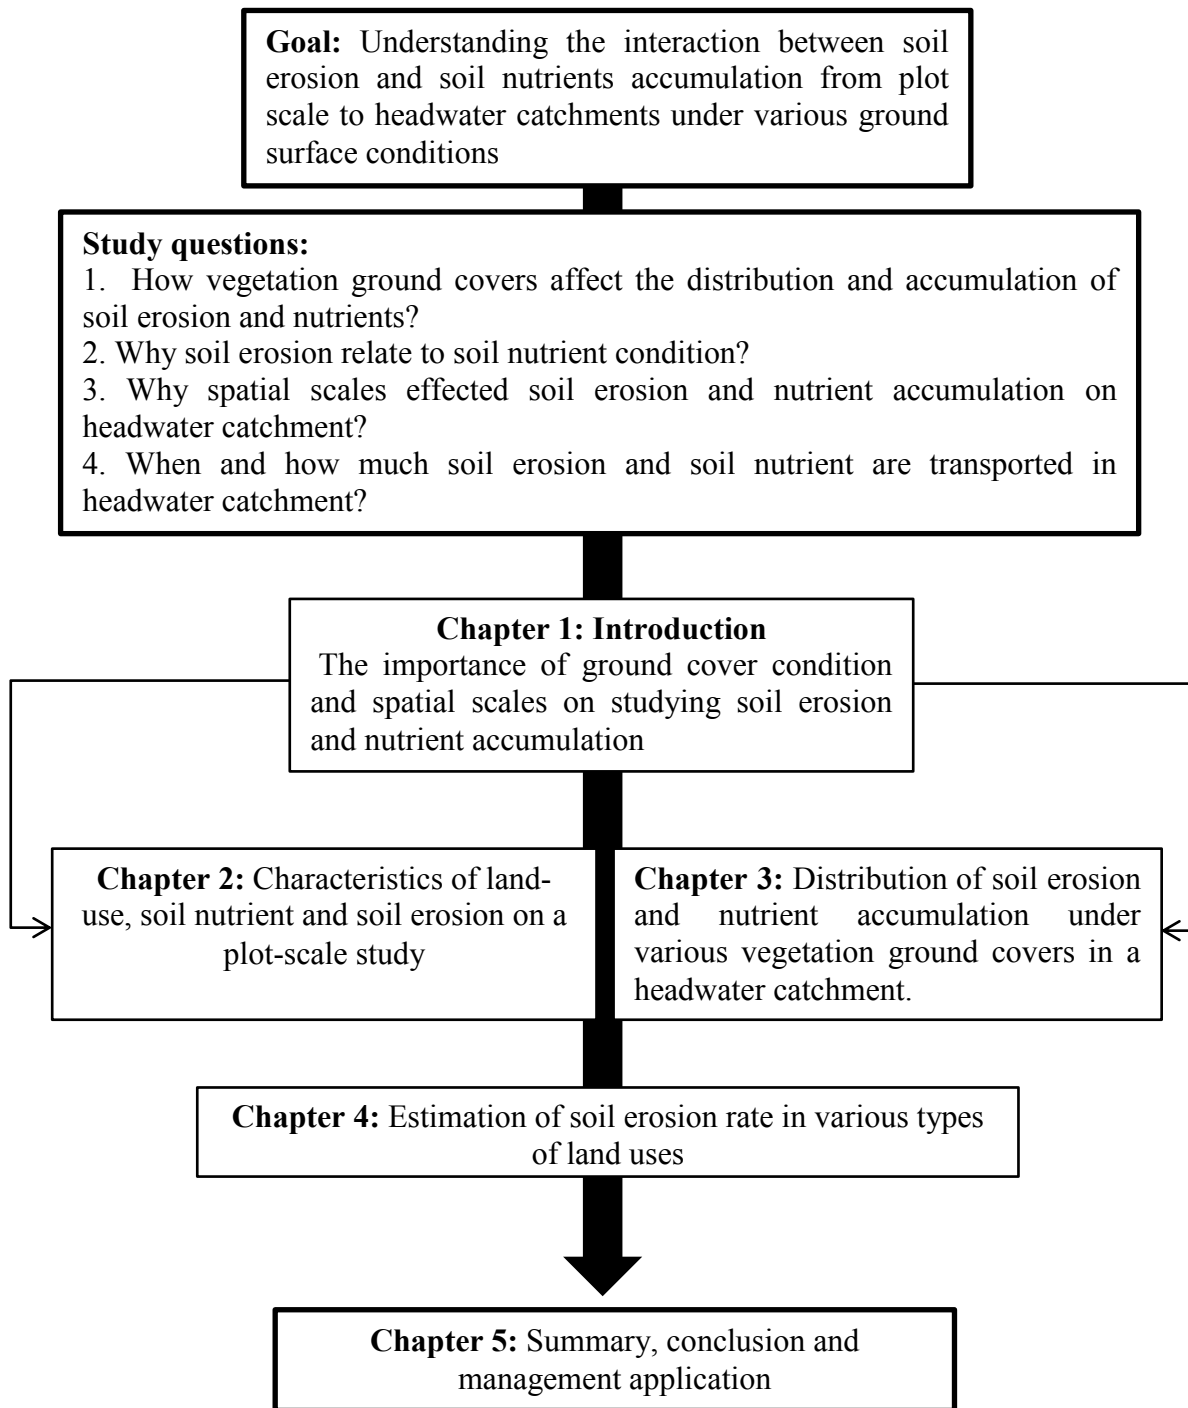 Goal: Understanding the interaction between soil
erosion and soil nutrients accumulation from plot
scale to headwater catchments under various ground
surface conditions
Study questions:
1. How vegetation ground covers affect the distribution and accumulation of
soil erosion and nutrients?
2. Why soil erosion relate to soil nutrient condition?
3. Why spatial scales effected soil erosion and nutrient accumulation on
headwater catchment?
4. When and how much soil erosion and soil nutrient are transported in
headwater catchment?
Chapter 1: Introduction
The importance of ground cover condition
and spatial scales on studying soil erosion
and nutrient accumulation
Chapter 2: Characteristics of land-
use, soil nutrient and soil erosion on a
plot-scale study
Chapter 3: Distribution of soil erosion
and nutrient accumulation under
various vegetation ground covers in a
headwater catchment.
Chapter 4: Estimation of soil erosion rate in various types
of land uses
Chapter 5: Summary, conclusion and
management application